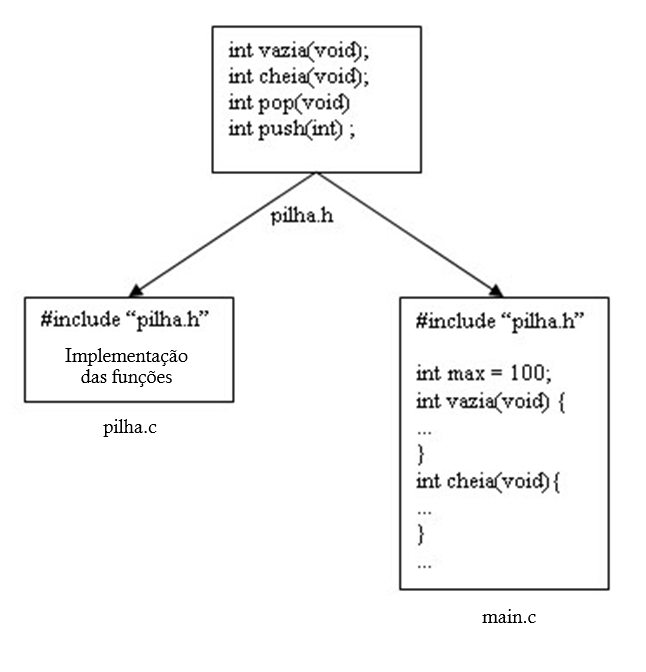 int vazia(void);
int cheia(void);
int pop(void)
int push(int) ;
pilha.h
#include “pilha.h”
Implementação
das funções
pilha.c
#include “pilha.h”
int max = 100;
int vazia(void) {
...
}
int cheia(void){
...
}
...
main.c